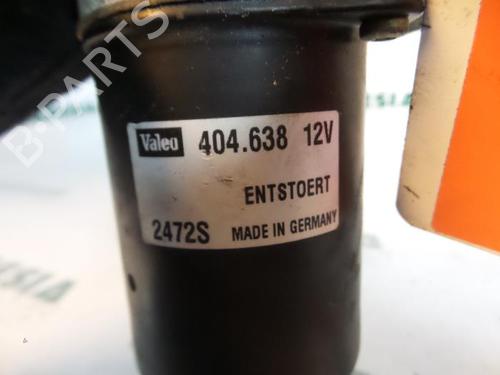 Valeo 404.638 12V
ENTSTOERT
2472S MADE IN GERMANY
B-PARTS